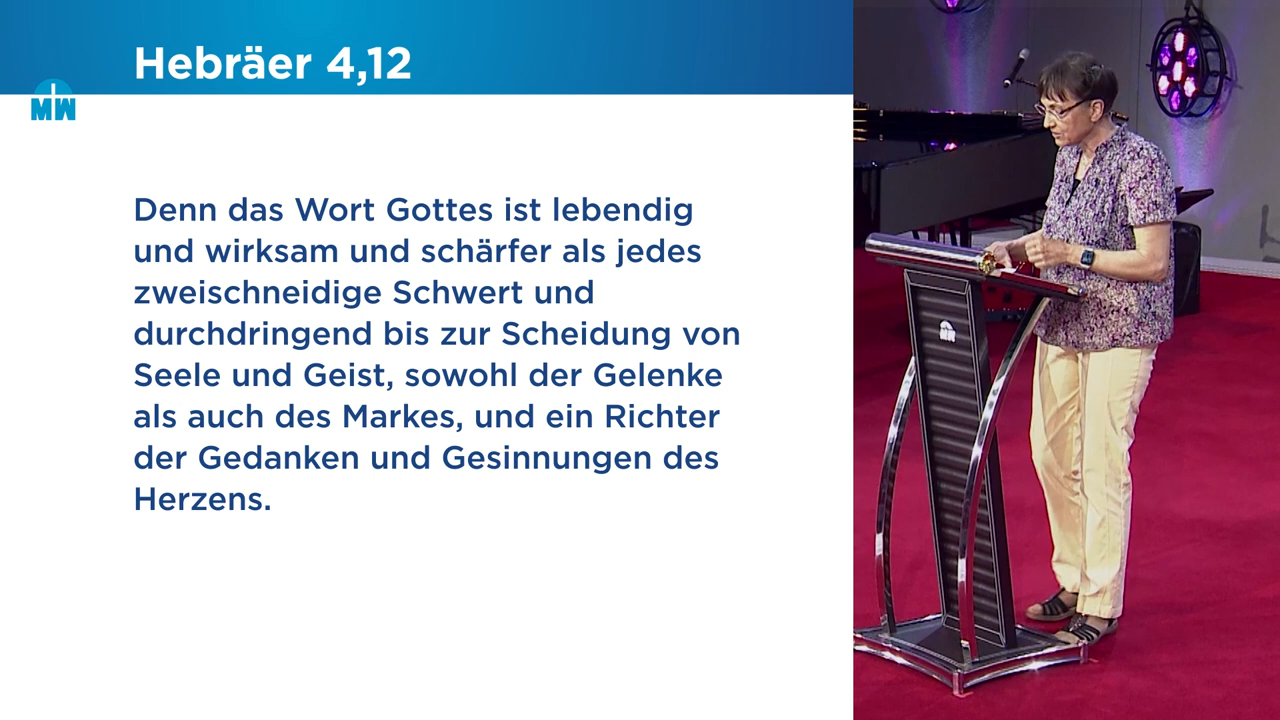 Hebräer 4,12
MW
Denn das Wort Gottes ist lebendig
und wirksam und schärfer als jedes
zweischneidige Schwert und
durchdringend bis zur Scheidung von
Seele und Geist, sowohl der Gelenke
als auch des Markes, und ein Richter
der Gedanken und Gesinnungen des
Herzens.
MW